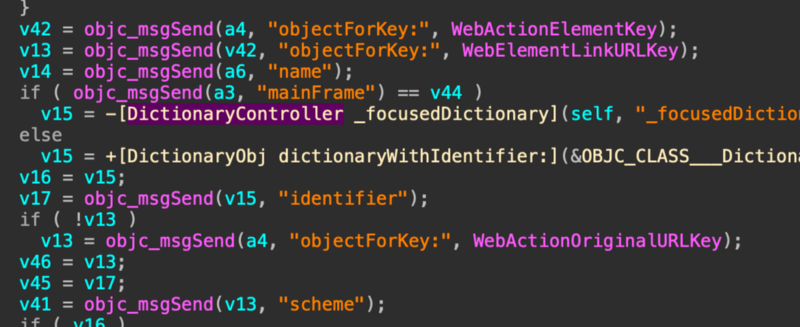 }
v42 = objc_msgSend(a4, "objectForKey:", WebActionElementKey);
v13 = objc_msgSend(v42, "objectForKey:", WebElementLinkURLKey);
v14 = objc_msgSend(a6, "name");
if ( objc_msgSend(a3, "mainFrame") == v44 )
v15 = -[DictionaryController _focusedDictionary](self, "_focusedDictio
else
v15 = +[DictionaryObj dictionaryWithIdentifier:](&OBJC_CLASS___Dictiona
v16 = v15;
v17 = objc_msgSend(v15, "identifier");
if ( !v13 )
v13 = objc_msgSend(a4, "objectForKey:", WebActionOriginalURLKey);
v46 = v13;
v45 = v17;
v41 = objc_msgSend(v13, "scheme");
if ( v16 )